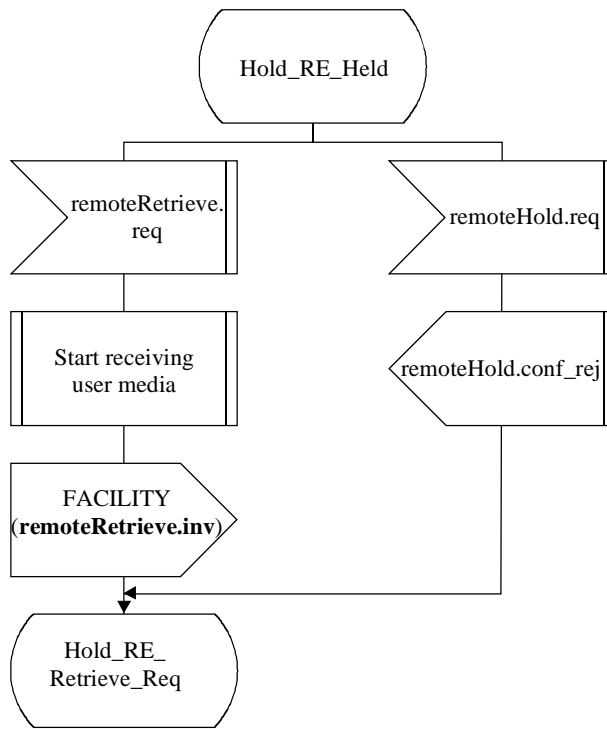 Hold_RE_Held
remoteRetrieve.
req
remoteHold.req
Start receiving
user media
remoteHold.conf_rej
FACILITY
(remoteRetrieve.inv)
Hold_RE_
Retrieve_Req